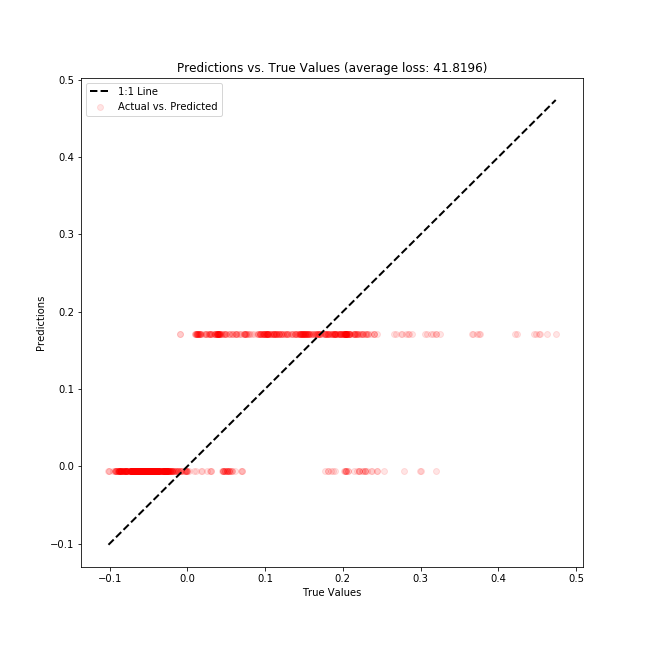 Predictions vs. True Values (average loss: 41.8196)
1:1 Line
Actual vs. Predicted
0.5
0.4
0.3
0.2
0.1
0.0
−0.1
Predictions
−0.1 0.0 0.1 0.2 0.3 0.4 0.5
True Values